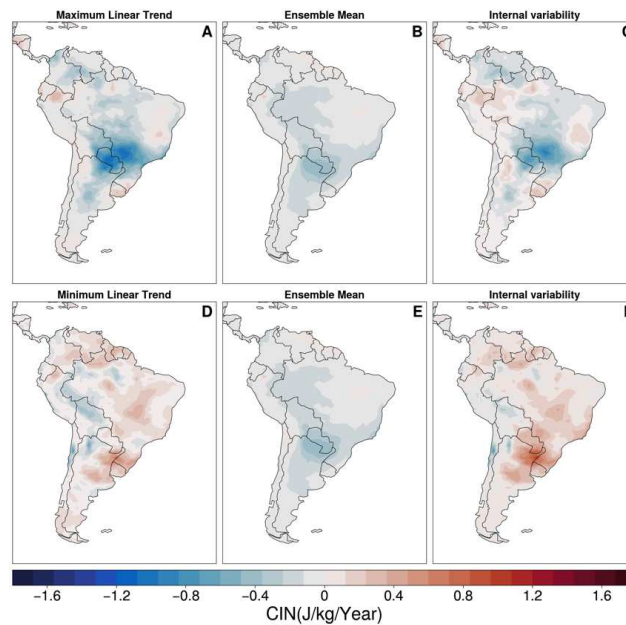 Maximum Linear Trend
Ensemble Mean
Internal variability
A
B
Minimum Linear Trend
Ensemble Mean
Internal variability
D
E
−1.6 −1.2 −0.8 −0.4 0 0.4 0.8 1.2 1.6
CIN(J/kg/Year)